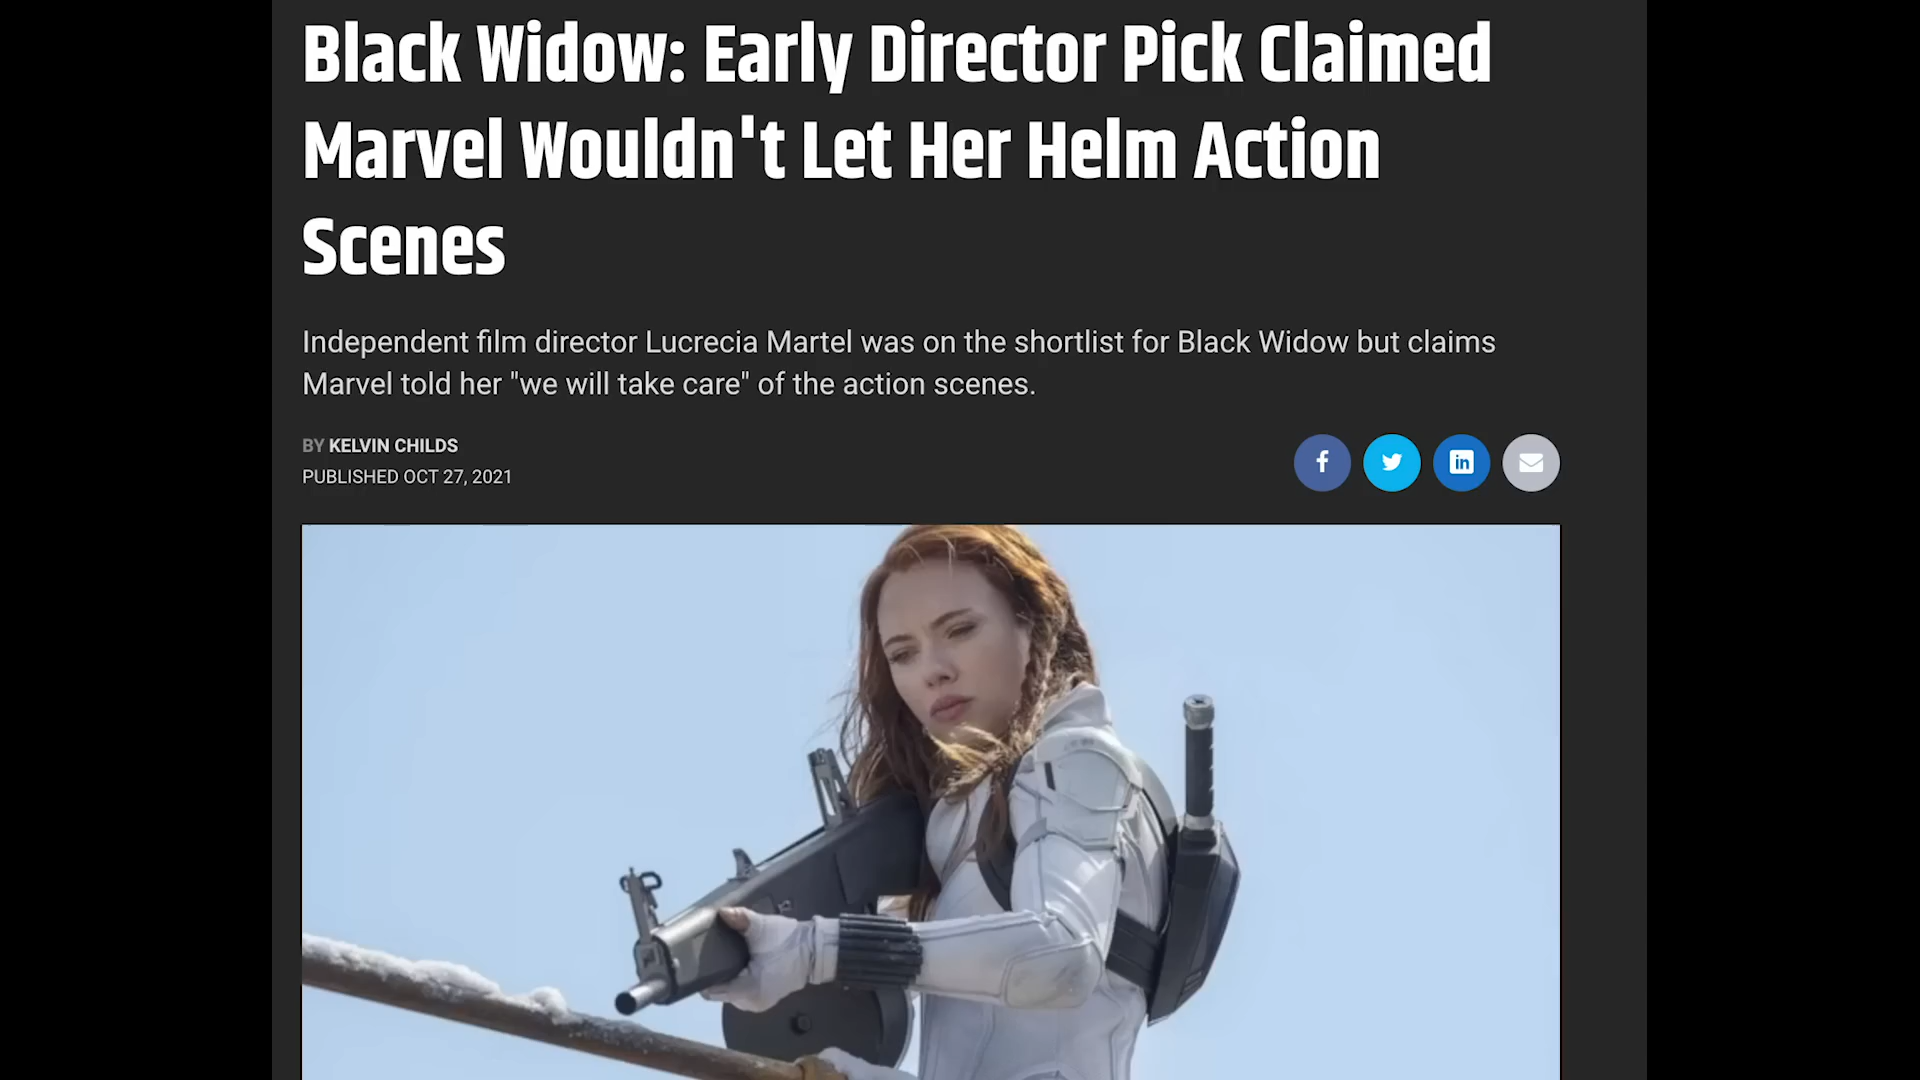 Black Widow: Early Director Pick Claimed
Marvel Wouldn't Let Her Helm Action
Scenes
Independent film director Lucrecia Martel was on the shortlist for Black Widow but claims
Marvel told her "we will take care" of the action scenes.
BY KELVIN CHILDS
PUBLISHED OCT 27, 2021